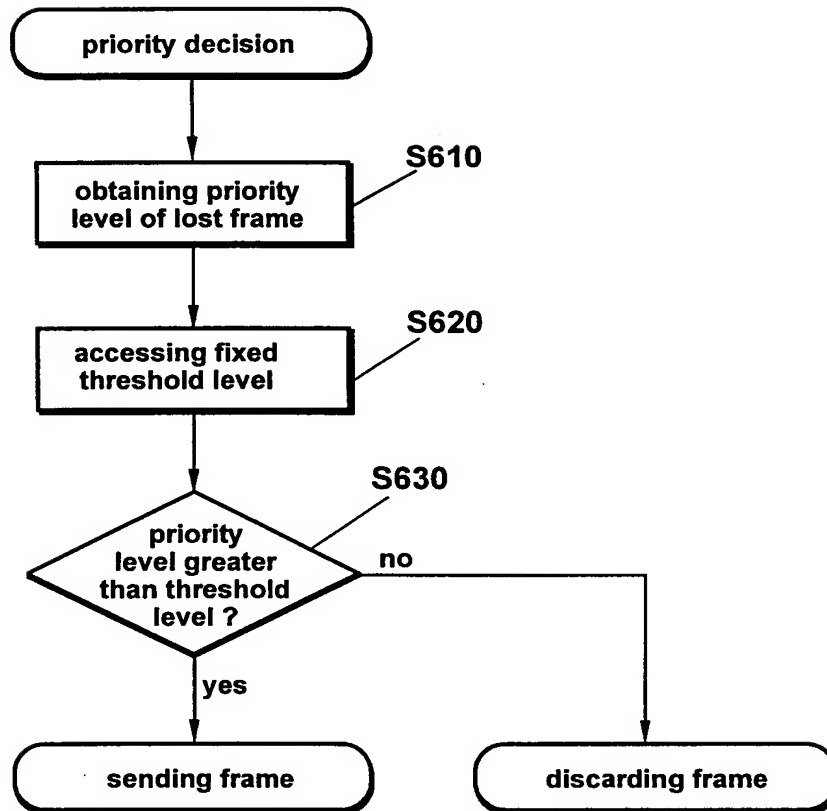 priority decision
S610
obtaining priority
level of lost frame
S620
accessing fixed
threshold level
S630
priority
level greater
than threshold
level ?
no
yes
sending frame
discarding frame